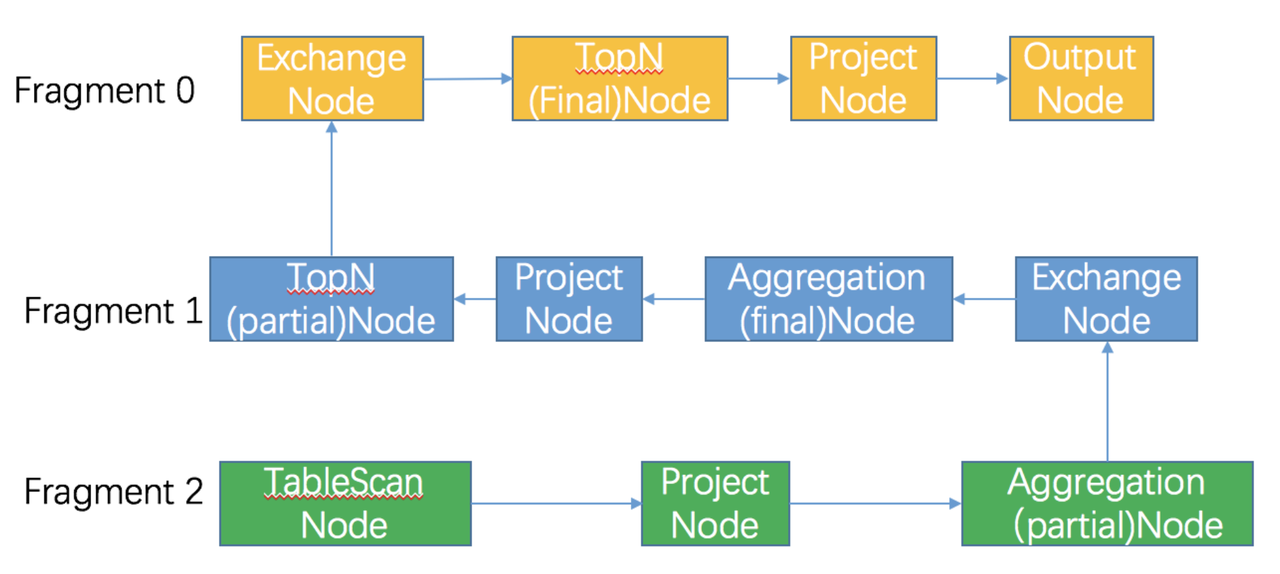 Fragment 0
Exchange
Node
TopN
(Final)Node
Project
Node
Output
Node
Fragment 1
TopN
(partial)Node
Project
Node
Aggregation
(final)Node
Exchange
Node
Fragment 2
TableScan
Node
Project
Node
Aggregation
（partial)Node